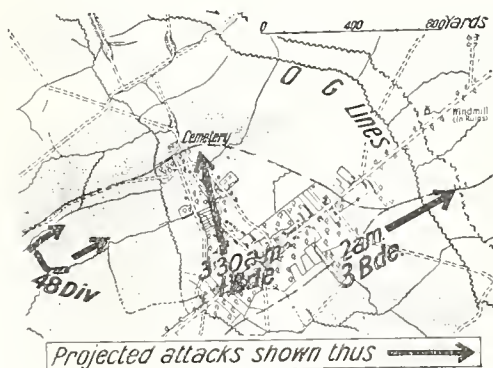 0 400 800 Yards
O G Lines
Windmill
(In Ruins)
Cemetery
3.30 a.m.
1 Bde
2 a.m.
3 Bde
48 Div
Projected attacks shown thus